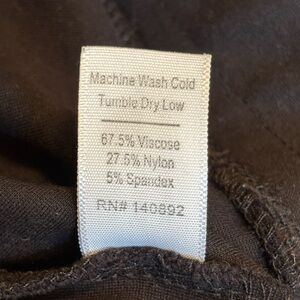 Machine Wash Cold
Tumble Dry Low
67.5% Viscose
27.5% Nylon
5% Spandex
RN# 140892